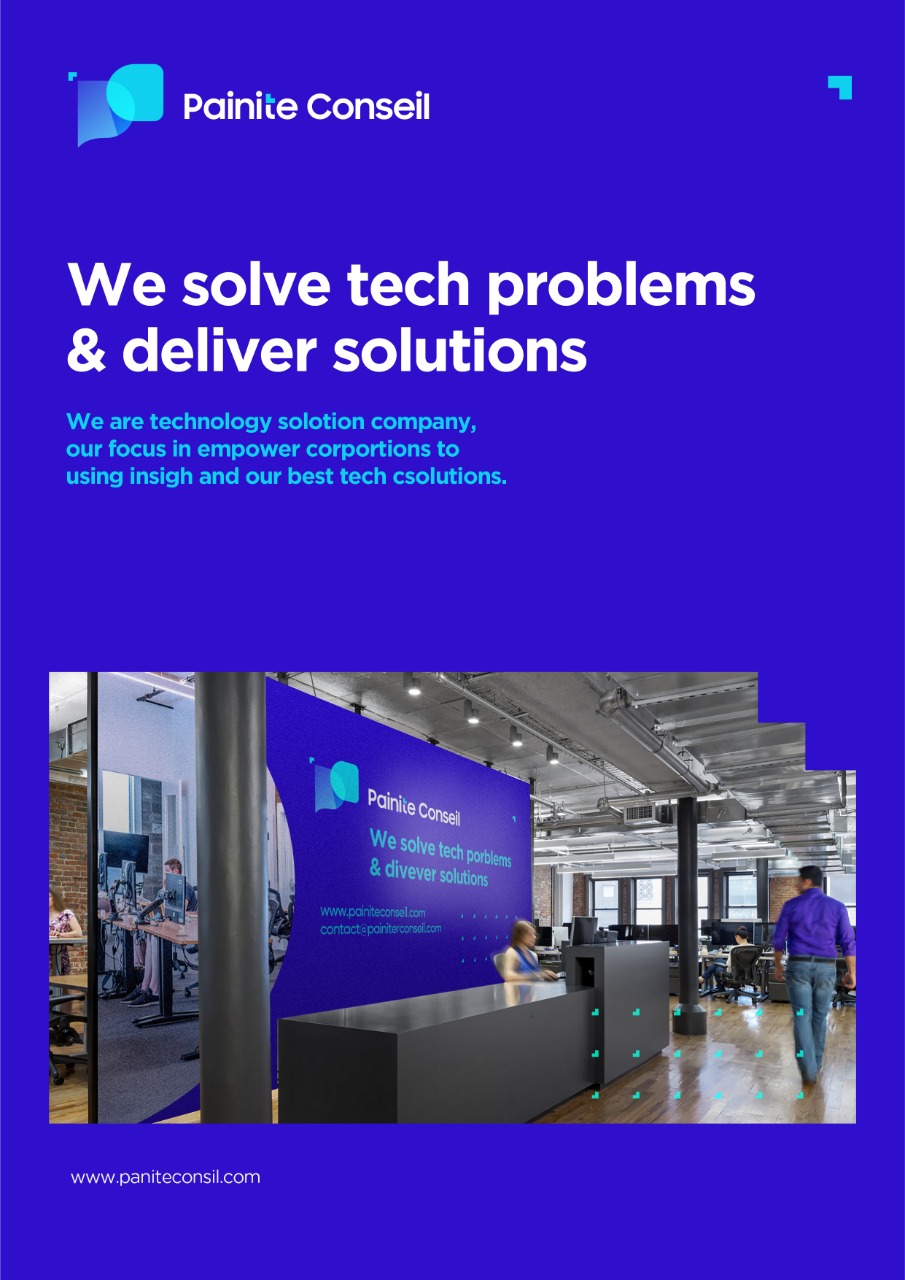 Painite Conseil
We solve tech problems
& deliver solutions
We are technology solotion company,
our focus in empower corportions to
using insigh and our best tech csolutions.
Painite Conseil
We solve tech porblems
& divever solutions
www.painiteconseil.com
contact@painiterconseil.com
www.paniteconsil.com